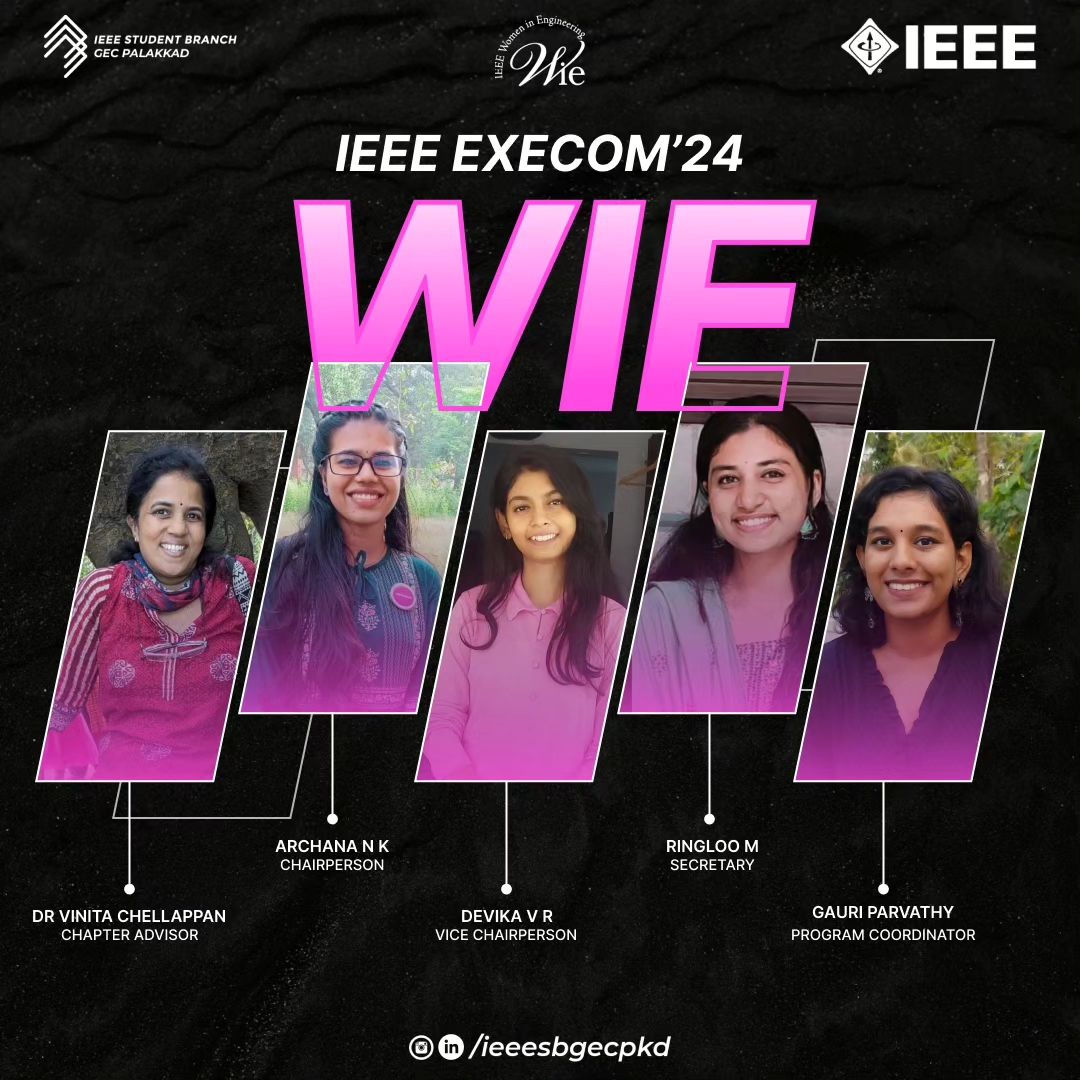 IEEE STUDENT BRANCH
GEC PALAKKAD
IEEE Women in Engineering
Wie
IEEE
IEEE EXECOM’24
WIE
ARCHANA N K
CHAIRPERSON
RINGLOO M
SECRETARY
DR VINITA CHELLAPPAN
CHAPTER ADVISOR
DEVIKA V R
VICE CHAIRPERSON
GAURI PARVATHY
PROGRAM COORDINATOR
in /ieeesbgecpkd